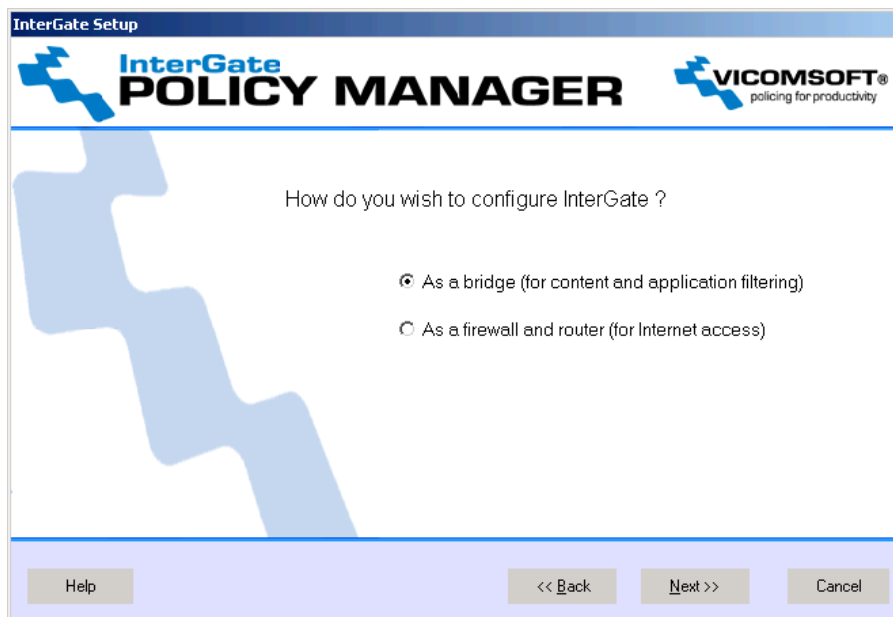 InterGate Setup
InterGate
POLICY MANAGER
VICOMSOFT®
policing for productivity
How do you wish to configure InterGate ?
As a bridge (for content and application filtering)
As a firewall and router (for Internet access)
Help
<< Back
Next >>
Cancel